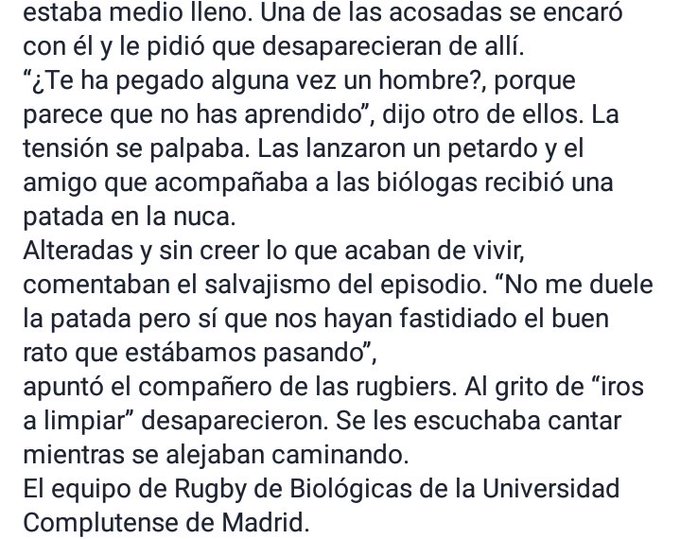 estaba medio lleno. Una de las acosadas se encaró
con él y le pidió que desaparecieran de allí.
“¿Te ha pegado alguna vez un hombre?, porque
parece que no has aprendido”, dijo otro de ellos. La
tensión se palpaba. Las lanzaron un petardo y el
amigo que acompañaba a las biólogas recibió una
patada en la nuca.
Alteradas y sin creer lo que acaban de vivir,
comentaban el salvajismo del episodio. “No me duele
la patada pero sí que nos hayan fastidiado el buen
rato que estábamos pasando”,
apuntó el compañero de las rugbiers. Al grito de “iros
a limpiar” desaparecieron. Se les escuchaba cantar
mientras se alejaban caminando.
El equipo de Rugby de Biológicas de la Universidad
Complutense de Madrid.